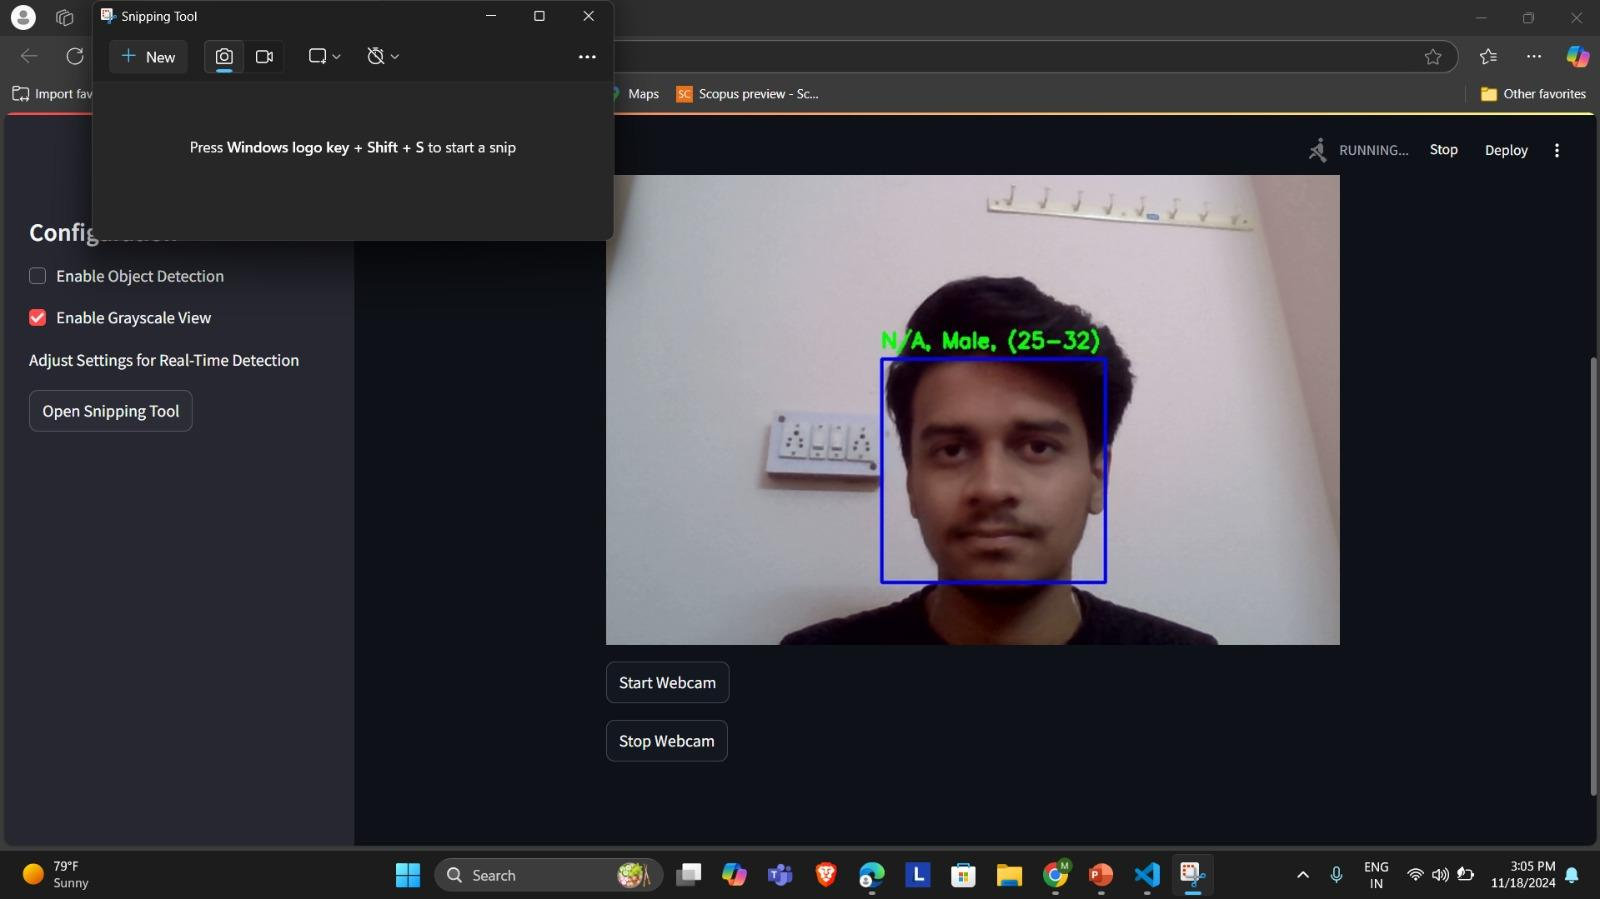 Snipping Tool
New
Press Windows logo key + Shift + S to start a snip
Import fav
Maps
SC Scopus preview - Sc...
Other favorites
RUNNING...
Stop
Deploy
Enable Object Detection
Enable Grayscale View
Adjust Settings for Real-Time Detection
Open Snipping Tool
N/A, Male, (25-32)
Start Webcam
Stop Webcam
79°F
Sunny
Search
L
M
P
ENG
IN
3:05 PM
11/18/2024